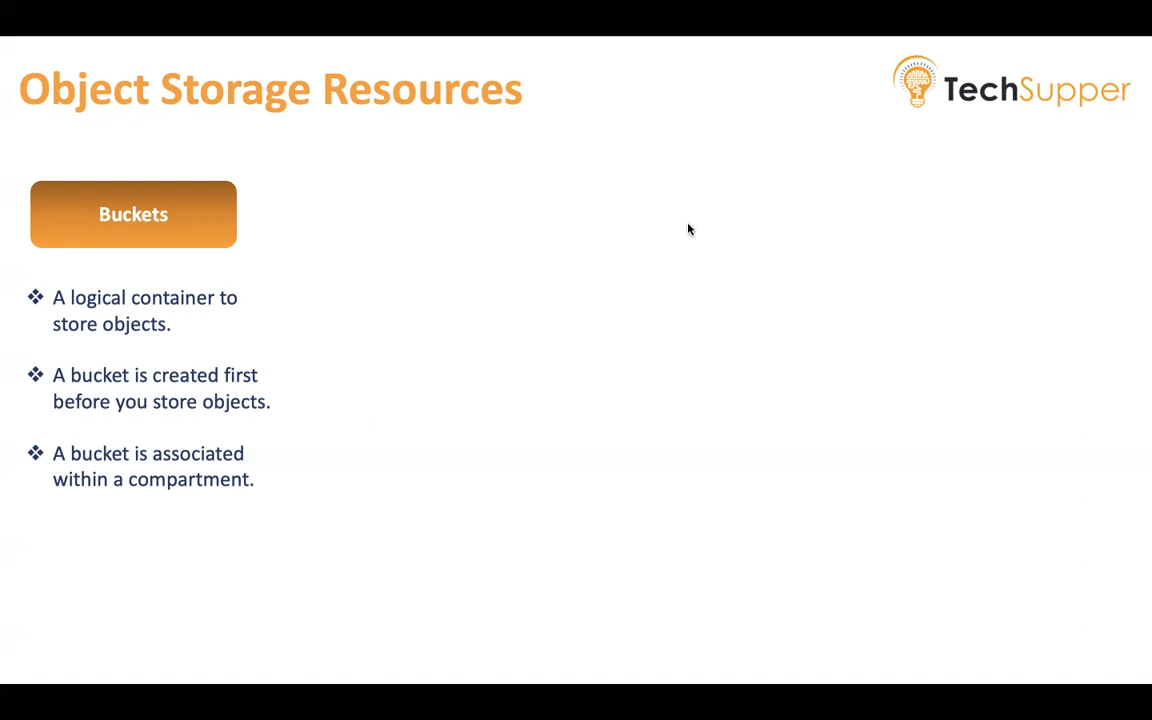 Object Storage Resources
TechSupper
Buckets
❖ A logical container to
store objects.
❖ A bucket is created first
before you store objects.
❖ A bucket is associated
within a compartment.